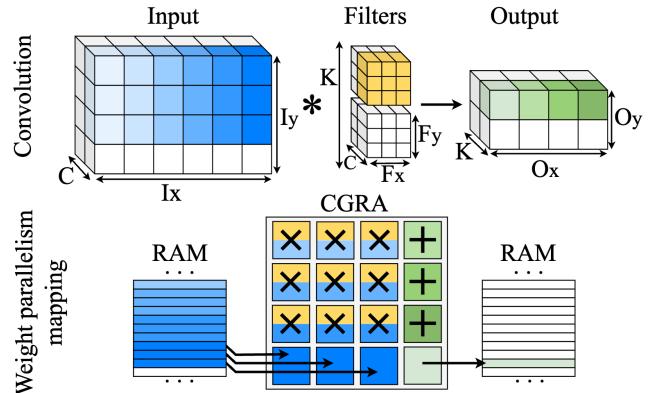 Input
Filters
Output
Convolution
Iy
C
Ix
*
K
Fy
C
Fx
Oy
K
Ox
Weight parallelism
mapping
CGRA
RAM
. . .
. . .
× × × +
× × × +
× × × +
RAM
. . .
. . .